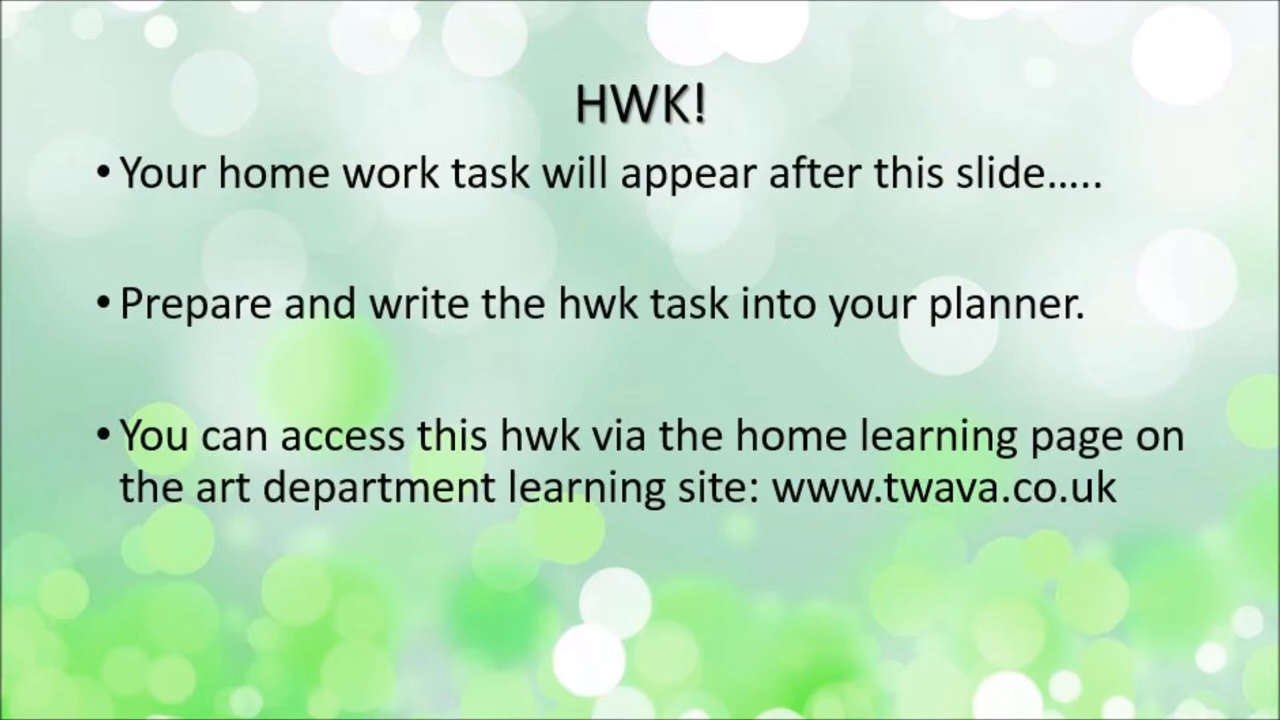 HWK!
• Your home work task will appear after this slide…..
• Prepare and write the hwk task into your planner.
• You can access this hwk via the home learning page on
the art department learning site: www.twava.co.uk